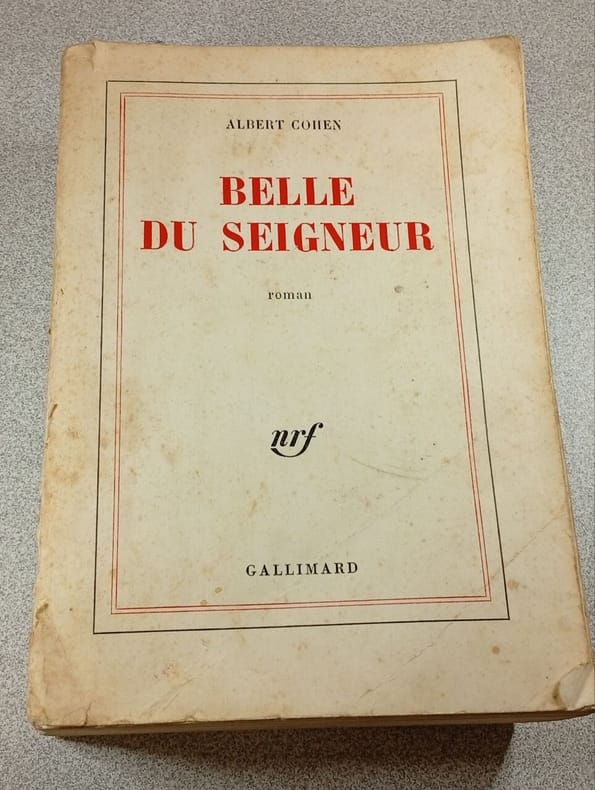 ALBERT COHEN
BELLE
DU SEIGNEUR
roman
nrf
GALLIMARD